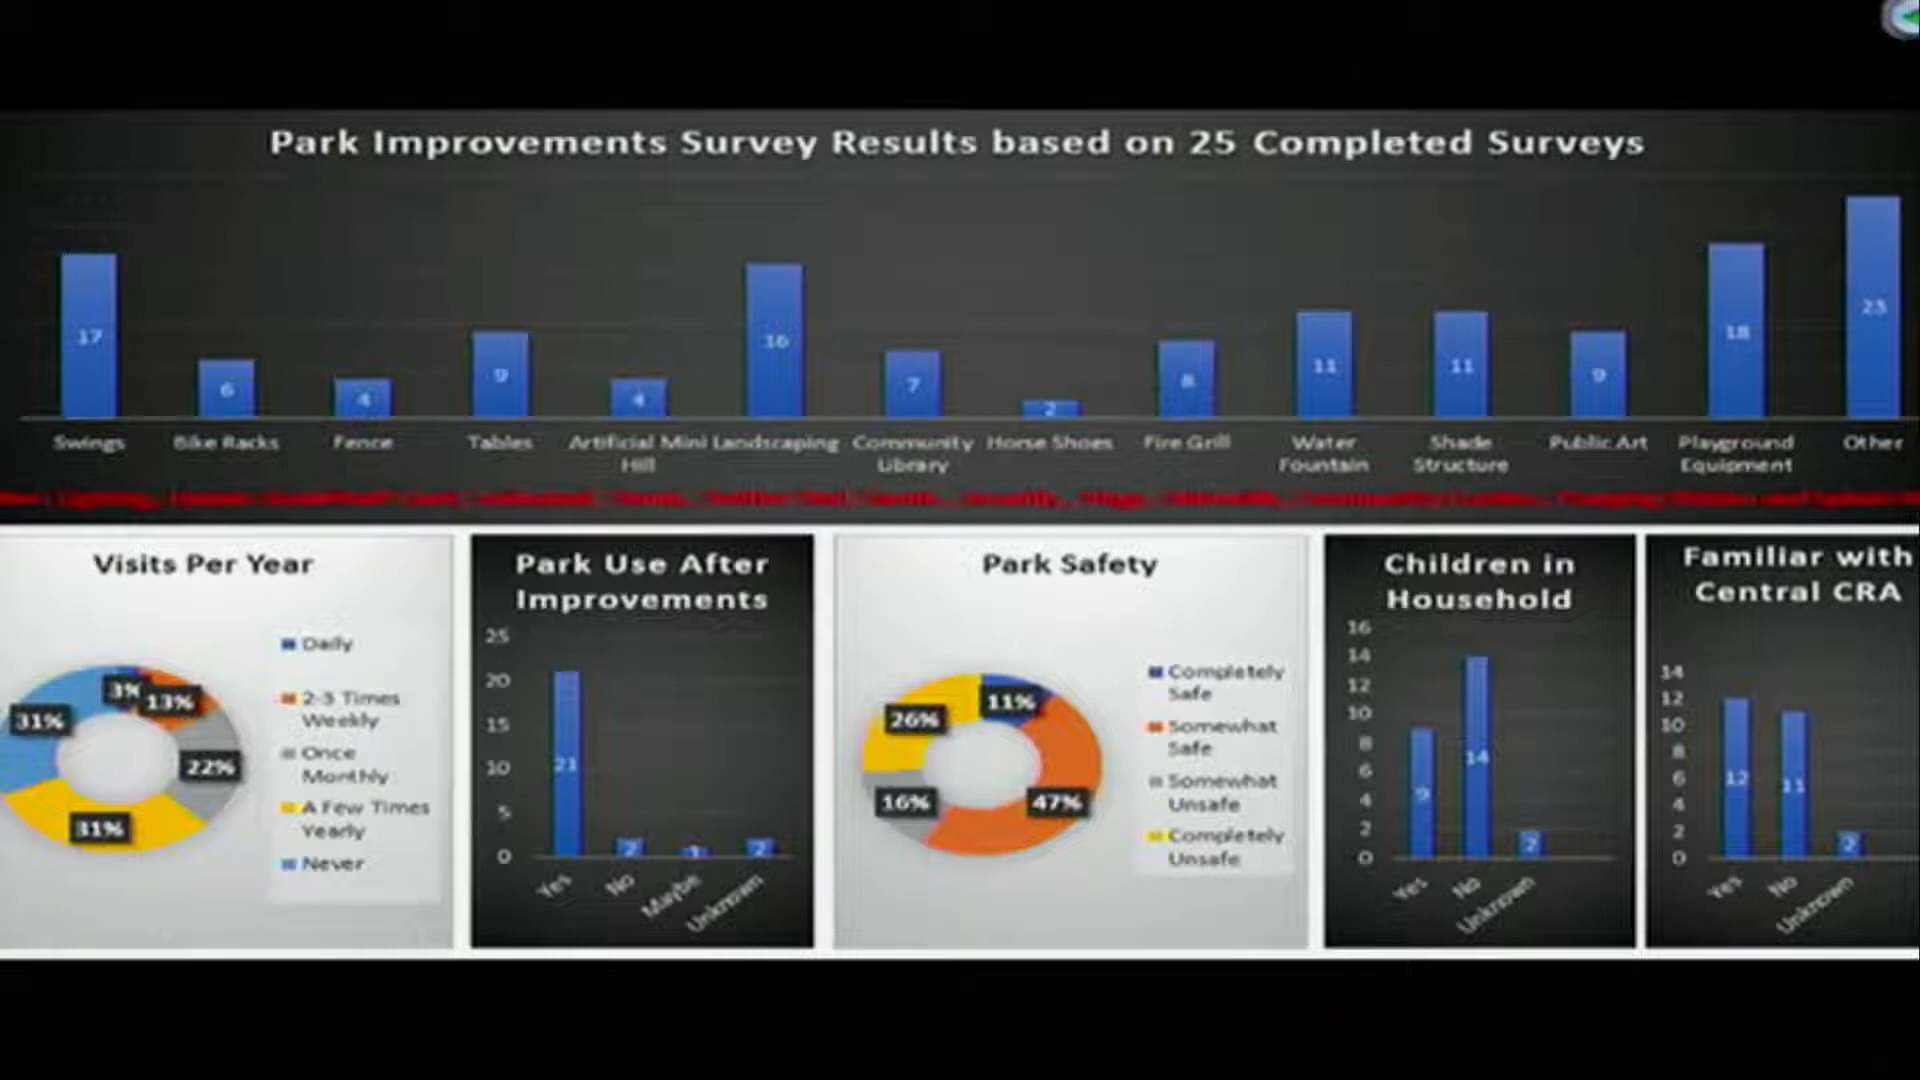 Park Improvements Survey Results based on 25 Completed Surveys
17
6
4
9
4
16
7
2
8
11
11
9
18
23
Swings
Bike Racks
Fence
Tables
Artificial Mini Hill
Landscaping
Community Library
Horse Shoes
Fire Grill
Water Fountain
Shade Structure
Public Art
Playground Equipment
Other
Visits Per Year
3%
13%
22%
31%
31%
Daily
2-3 Times
Weekly
Once
Monthly
A Few Times
Yearly
Never
Park Use After
Improvements
25
20
15
10
5
0
21
2
1
2
Yes
No
Maybe
Unknown
Park Safety
11%
47%
16%
26%
Completely
Safe
Somewhat
Safe
Somewhat
Unsafe
Completely
Unsafe
Children in
Household
16
14
12
10
8
6
4
2
0
9
14
2
Yes
No
Unknown
Familiar with
Central CRA
14
12
10
8
6
4
2
0
12
11
2
Yes
No
Unknown